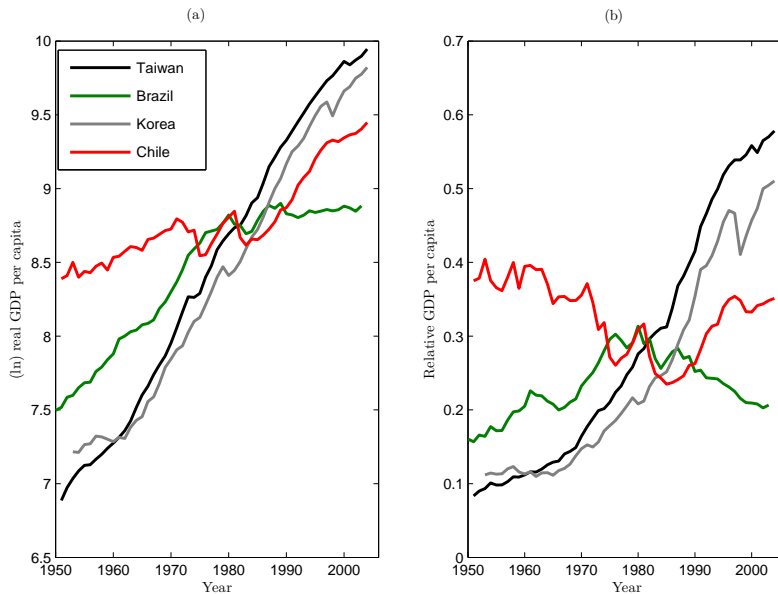 (a)
10
9.5
9
8.5
8
7.5
7
6.5
(ln) real GDP per capita
Taiwan
Brazil
Korea
Chile
1950 1960 1970 1980 1990 2000
Year
(b)
0.7
0.6
0.5
0.4
0.3
0.2
0.1
0
Relative GDP per capita
1950 1960 1970 1980 1990 2000
Year